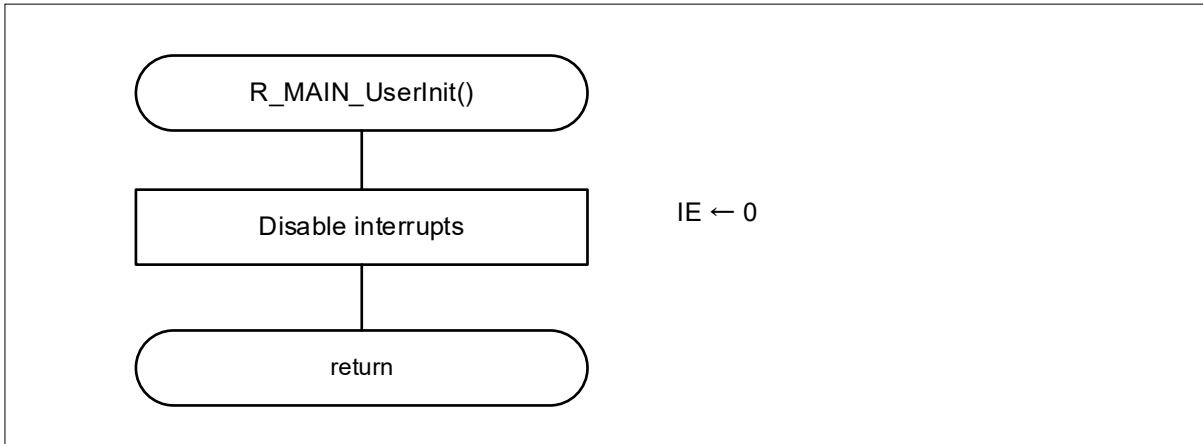 R_MAIN_UserInit()
Disable interrupts
IE ← 0
return